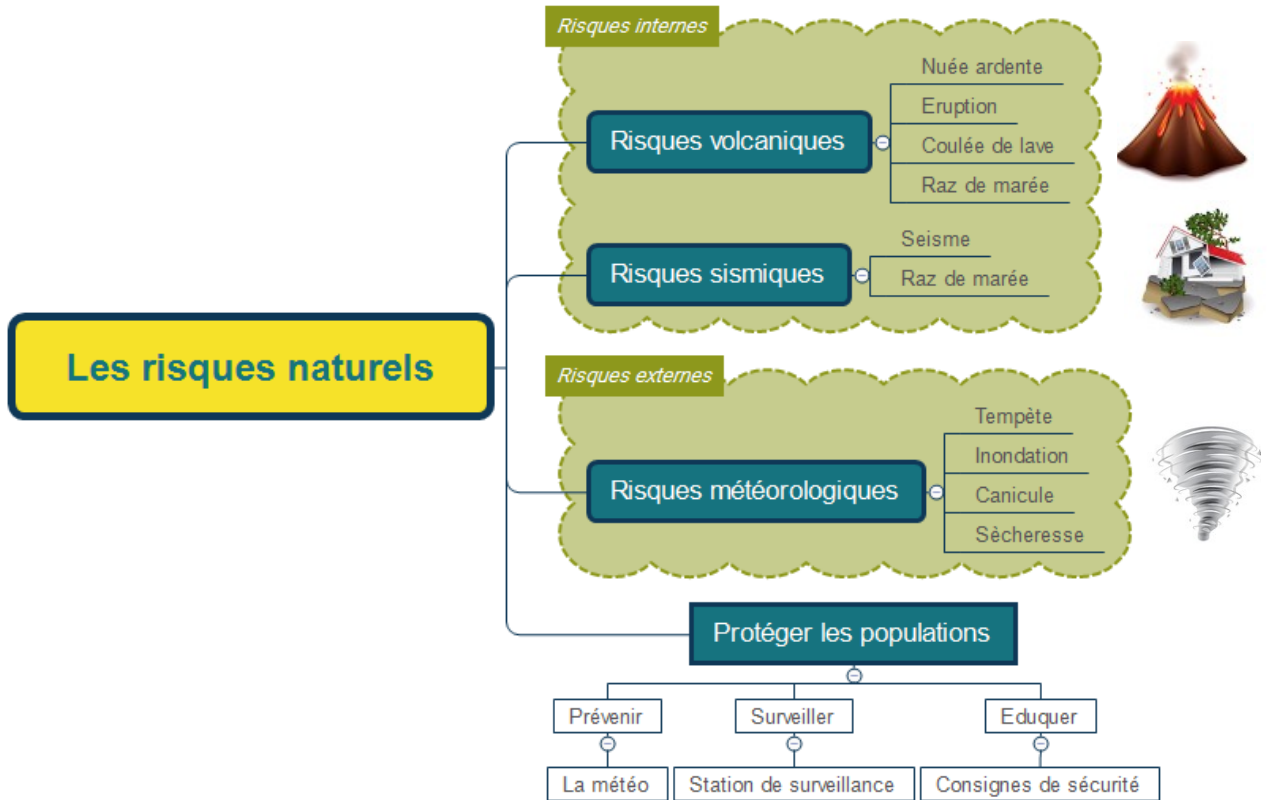 Risques internes
Nuée ardente
Eruption
Risques volcaniques
Coulée de lave
Raz de marée
Seisme
Risques sismiques
Raz de marée
Les risques naturels
Risques externes
Tempète
Inondation
Risques météorologiques
Canicule
Sècheresse
Protéger les populations
Prévenir
Surveiller
Eduquer
La météo
Station de surveillance
Consignes de sécurité